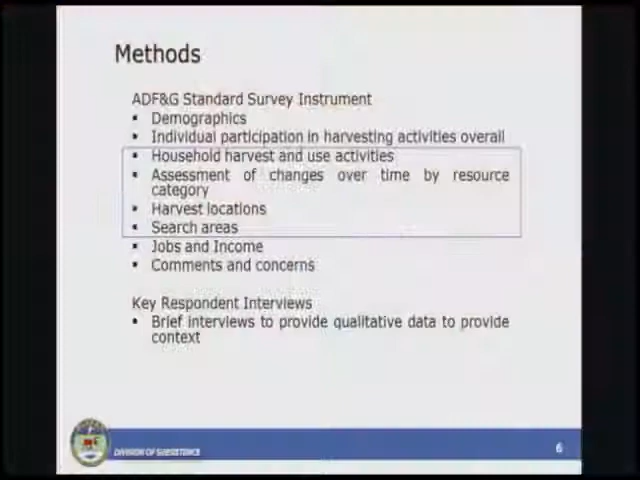 Methods
ADF&G Standard Survey Instrument
▪ Demographics
▪ Individual participation in harvesting activities overall
▪ Household harvest and use activities
▪ Assessment of changes over time by resource
category
▪ Harvest locations
▪ Search areas
▪ Jobs and Income
▪ Comments and concerns
Key Respondent Interviews
▪ Brief interviews to provide qualitative data to provide
context
DIVISION OF SUBSISTENCE
6